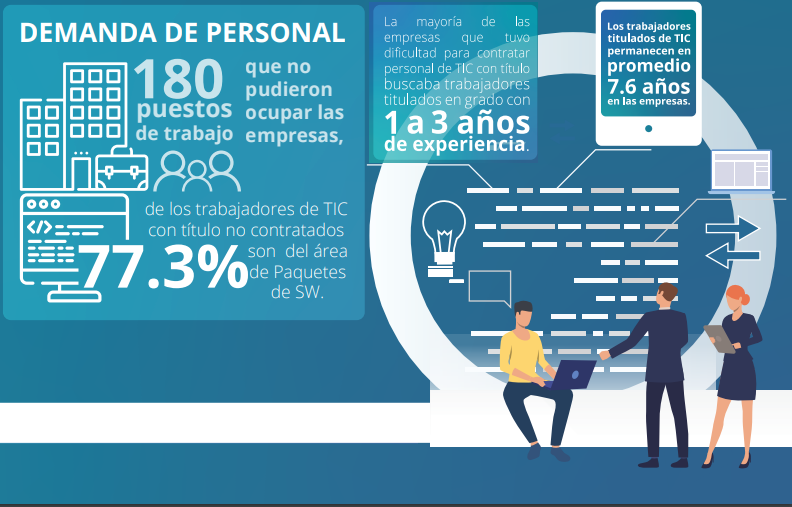 DEMANDA DE PERSONAL
180
puestos
de trabajo
que no
pudieron
ocupar las
empresas,
de los trabajadores de TIC
con título no contratados
77.3%
son del área
de Paquetes
de SW.
La mayoría de las
empresas que tuvo
dificultad para contratar
personal de TIC con título
buscaba trabajadores
titulados en grado con
1 a 3 años
de experiencia.
Los trabajadores
titulados de TIC
permanecen en
promedio
7.6 años
en las empresas.